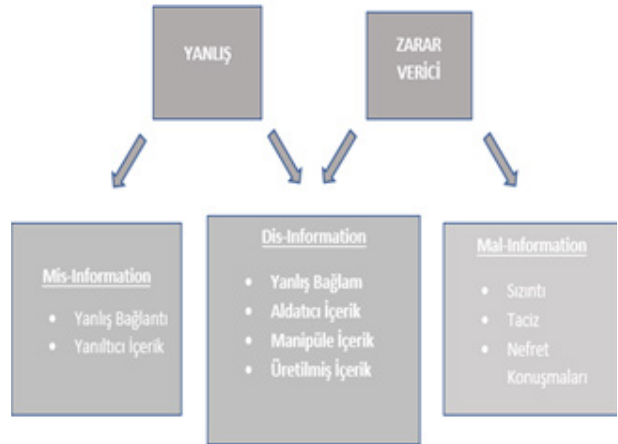 YANLIŞ
ZARAR
VERİCİ
Mis-Information
• Yanlış Bağlantı
• Yanıltıcı İçerik
Dis-Information
• Yanlış Bağlam
• Aldatıcı İçerik
• Manipüle İçerik
• Üretilmiş İçerik
Mal-Information
• Sızıntı
• Taciz
• Nefret
Konuşmaları